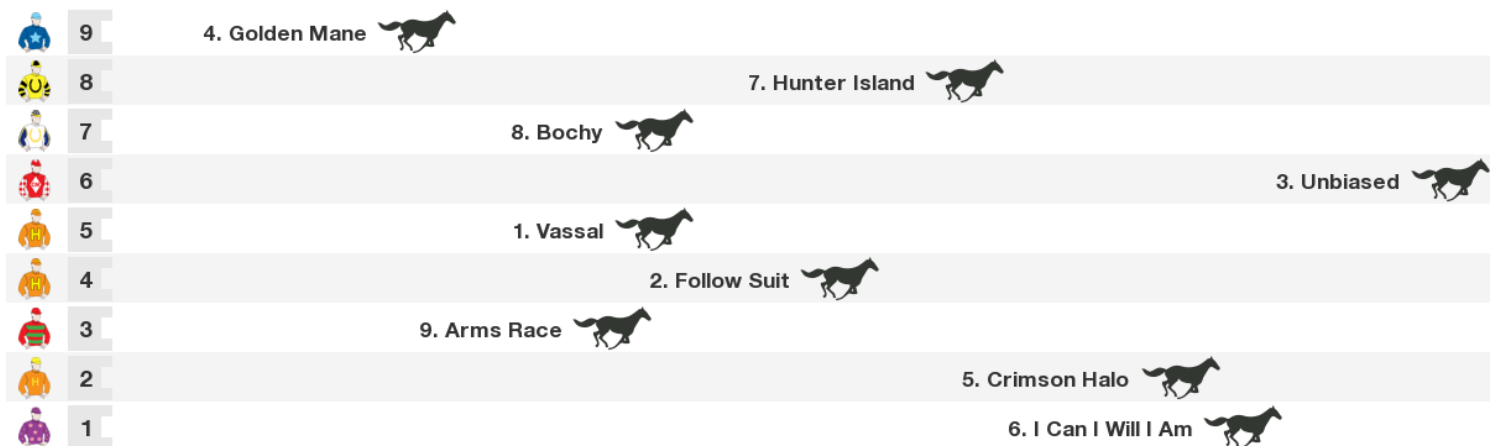 9 4. Golden Mane
8 7. Hunter Island
7 8. Bochy
6 3. Unbiased
5 1. Vassal
H 4 2. Follow Suit
3 9. Arms Race
H 2 5. Crimson Halo
1 6. I Can I Will I Am